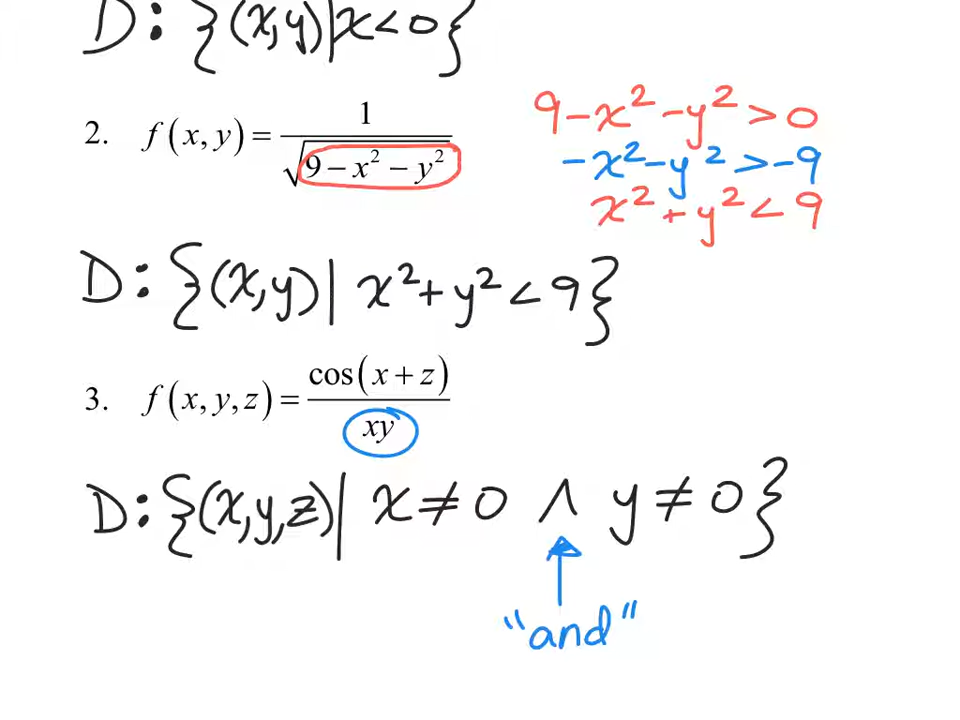 D: {(x,y)|x<0}
2. f(x,y) = 1/√(9−x²−y²)
9−x²−y²>0
−x²−y²>−9
x²+y²<9
D: {(x,y)| x²+y²<9}
3. f(x,y,z) = cos(x+z)/xy
D: {(x,y,z)| x≠0 ∧ y≠0}
"and"